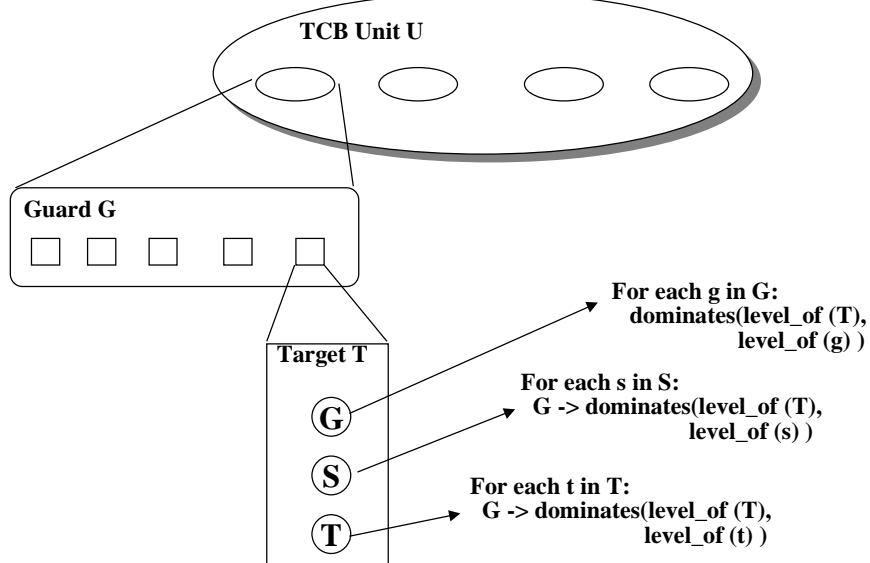 TCB Unit U
Guard G
For each g in G:
dominates(level_of (T),
level_of (g) )
Target T
For each s in S:
G -> dominates(level_of (T),
level_of (s) )
G
S
For each t in T:
G -> dominates(level_of (T),
level_of (t) )
T